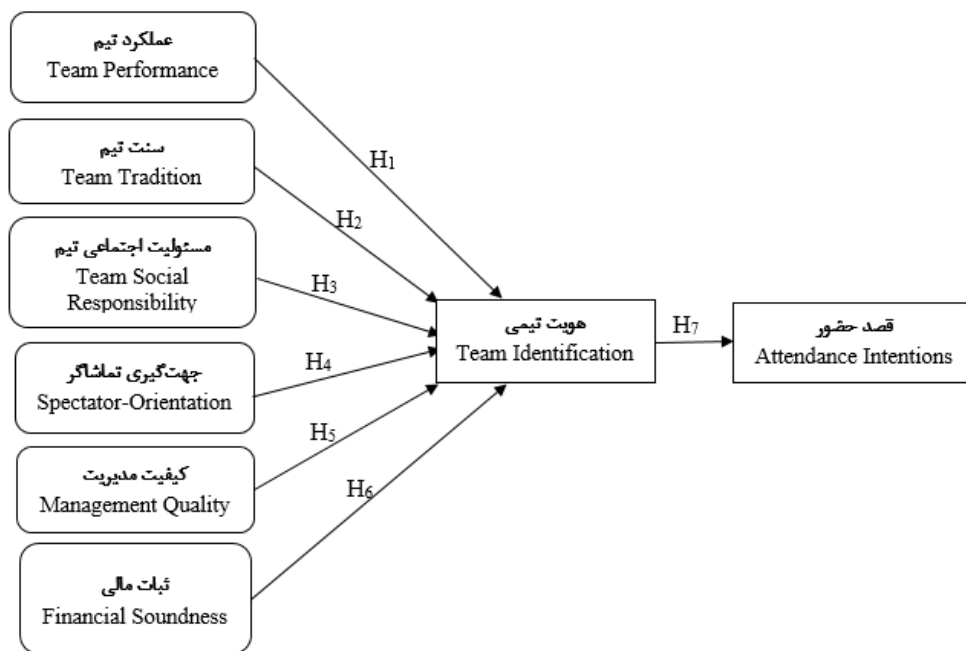 عملکرد تیم
Team Performance
سنت تیم
Team Tradition
مسئولیت اجتماعی تیم
Team Social
Responsibility
جهت‌گیری تماشاگر
Spectator-Orientation
کیفیت مدیریت
Management Quality
ثبات مالی
Financial Soundness
H1
H2
H3
H4
H5
H6
هویت تیمی
Team Identification
H7
قصد حضور
Attendance Intentions